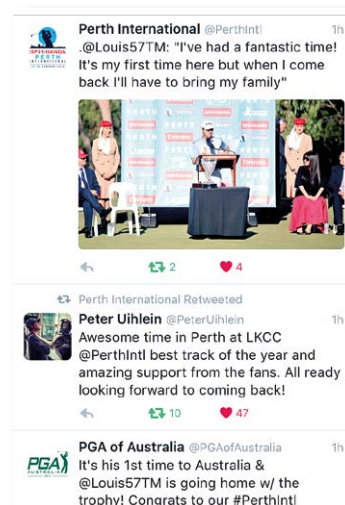 Perth International @PerthIntl 1h
.@Louis57TM: "I've had a fantastic time!
It's my first time here but when I come
back I'll have to bring my family"
2 4
Perth International Retweeted
Peter Uihlein @PeterUihlein 1h
Awesome time in Perth at LKCC
@PerthIntl best track of the year and
amazing support from the fans. All ready
looking forward to coming back!
10 47
PGA of Australia @PGAofAustralia 1h
PGA
AUSTRALIA
It's his 1st time to Australia &
@Louis57TM is going home w/ the
trophy! Congrats to our #PerthIntl